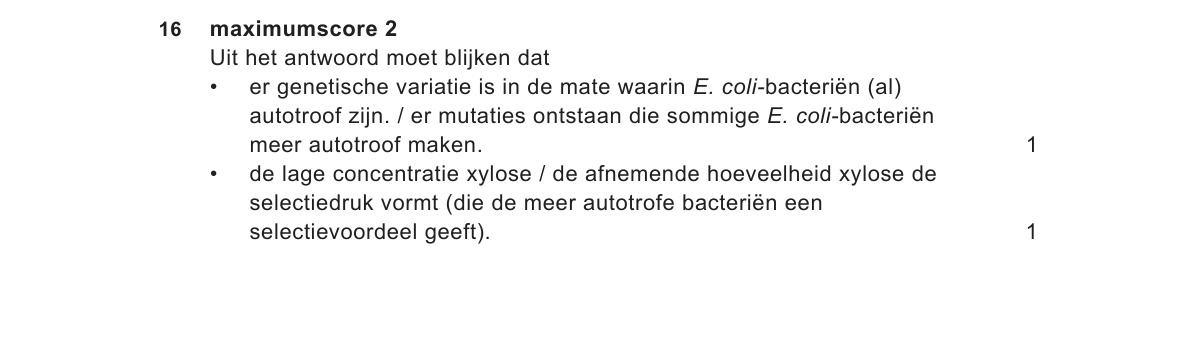 16 maximumscore 2
Uit het antwoord moet blijken dat
• er genetische variatie is in de mate waarin E. coli-bacteriën (al)
autotroof zijn. / er mutaties ontstaan die sommige E. coli-bacteriën
meer autotroof maken. 1
• de lage concentratie xylose / de afnemende hoeveelheid xylose de
selectiedruk vormt (die de meer autotrofe bacteriën een
selectievoordeel geeft). 1